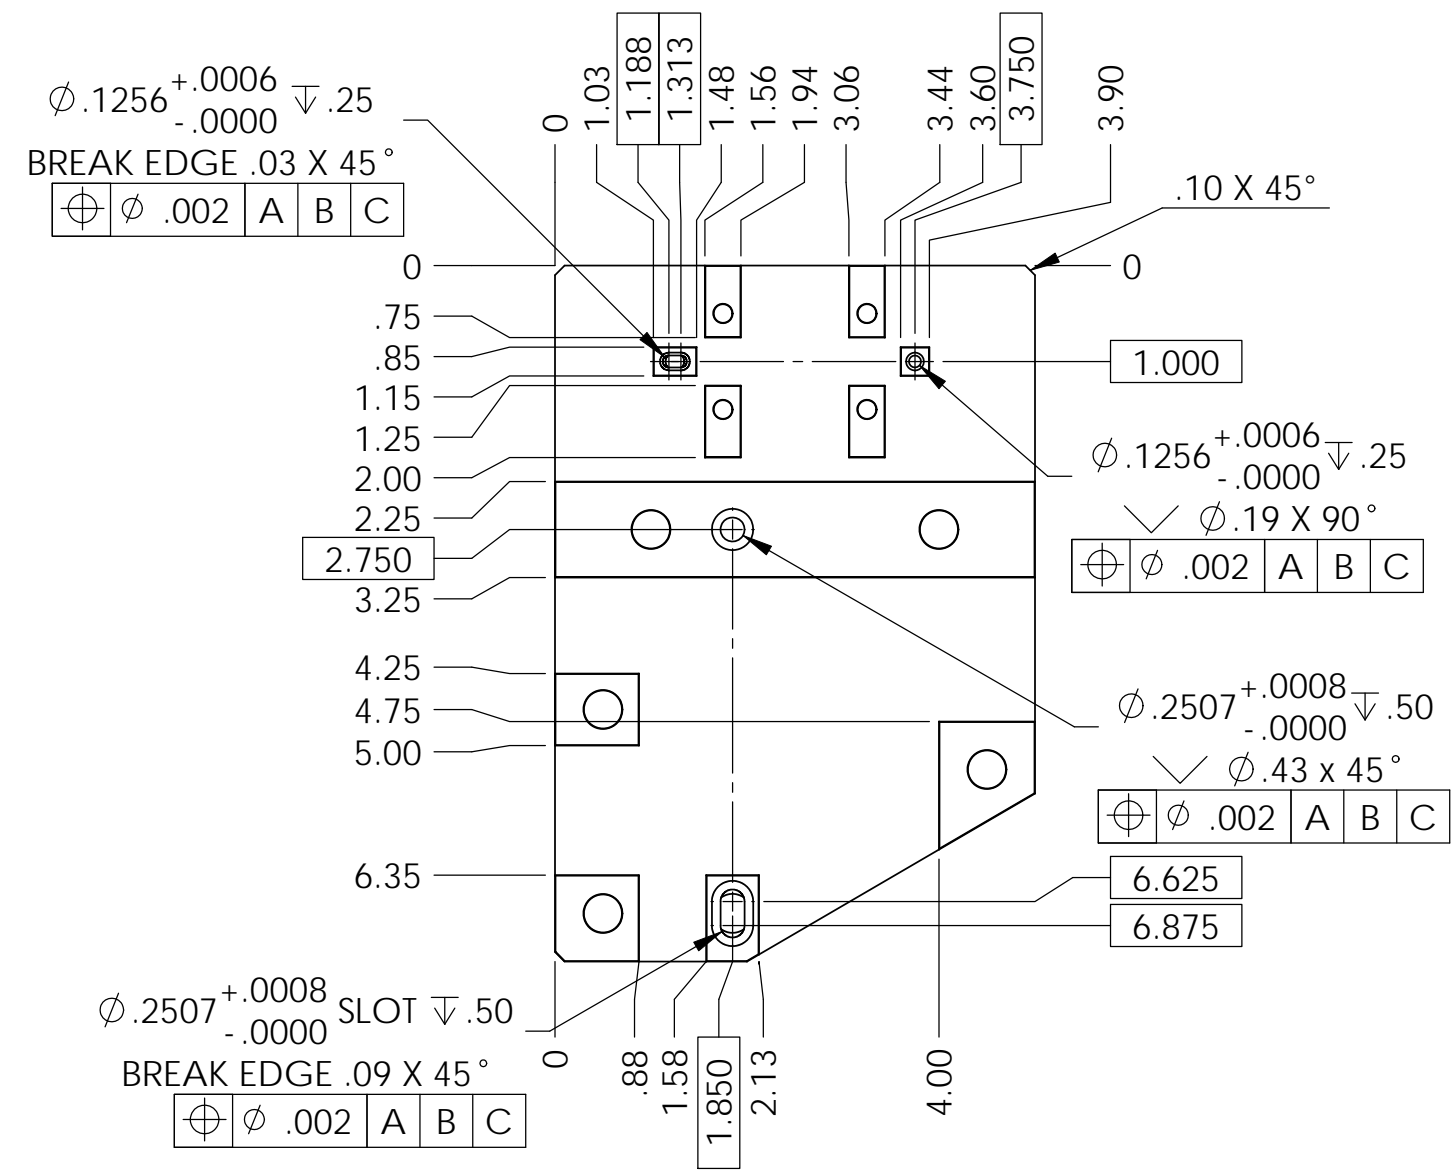 0
1.03
1.188
1.313
1.48
1.56
1.94
3.06
3.44
3.60
3.750
3.90
⌀.1256 +.0006 -.0000 ↧ .25
BREAK EDGE .03 X 45°
⌖ ⌀ .002 A B C
.10 X 45°
0
.75
.85
1.15
1.25
2.00
2.25
2.750
3.25
4.25
4.75
5.00
6.35
0
1.000
⌀.1256 +.0006 -.0000 ↧ .25
⌵ ⌀.19 X 90°
⌖ ⌀ .002 A B C
⌀.2507 +.0008 -.0000 ↧ .50
⌵ ⌀.43 x 45°
⌖ ⌀ .002 A B C
6.625
6.875
⌀.2507 +.0008 -.0000 SLOT ↧ .50
BREAK EDGE .09 X 45°
⌖ ⌀ .002 A B C
0
.88
1.58
1.850
2.13
4.00